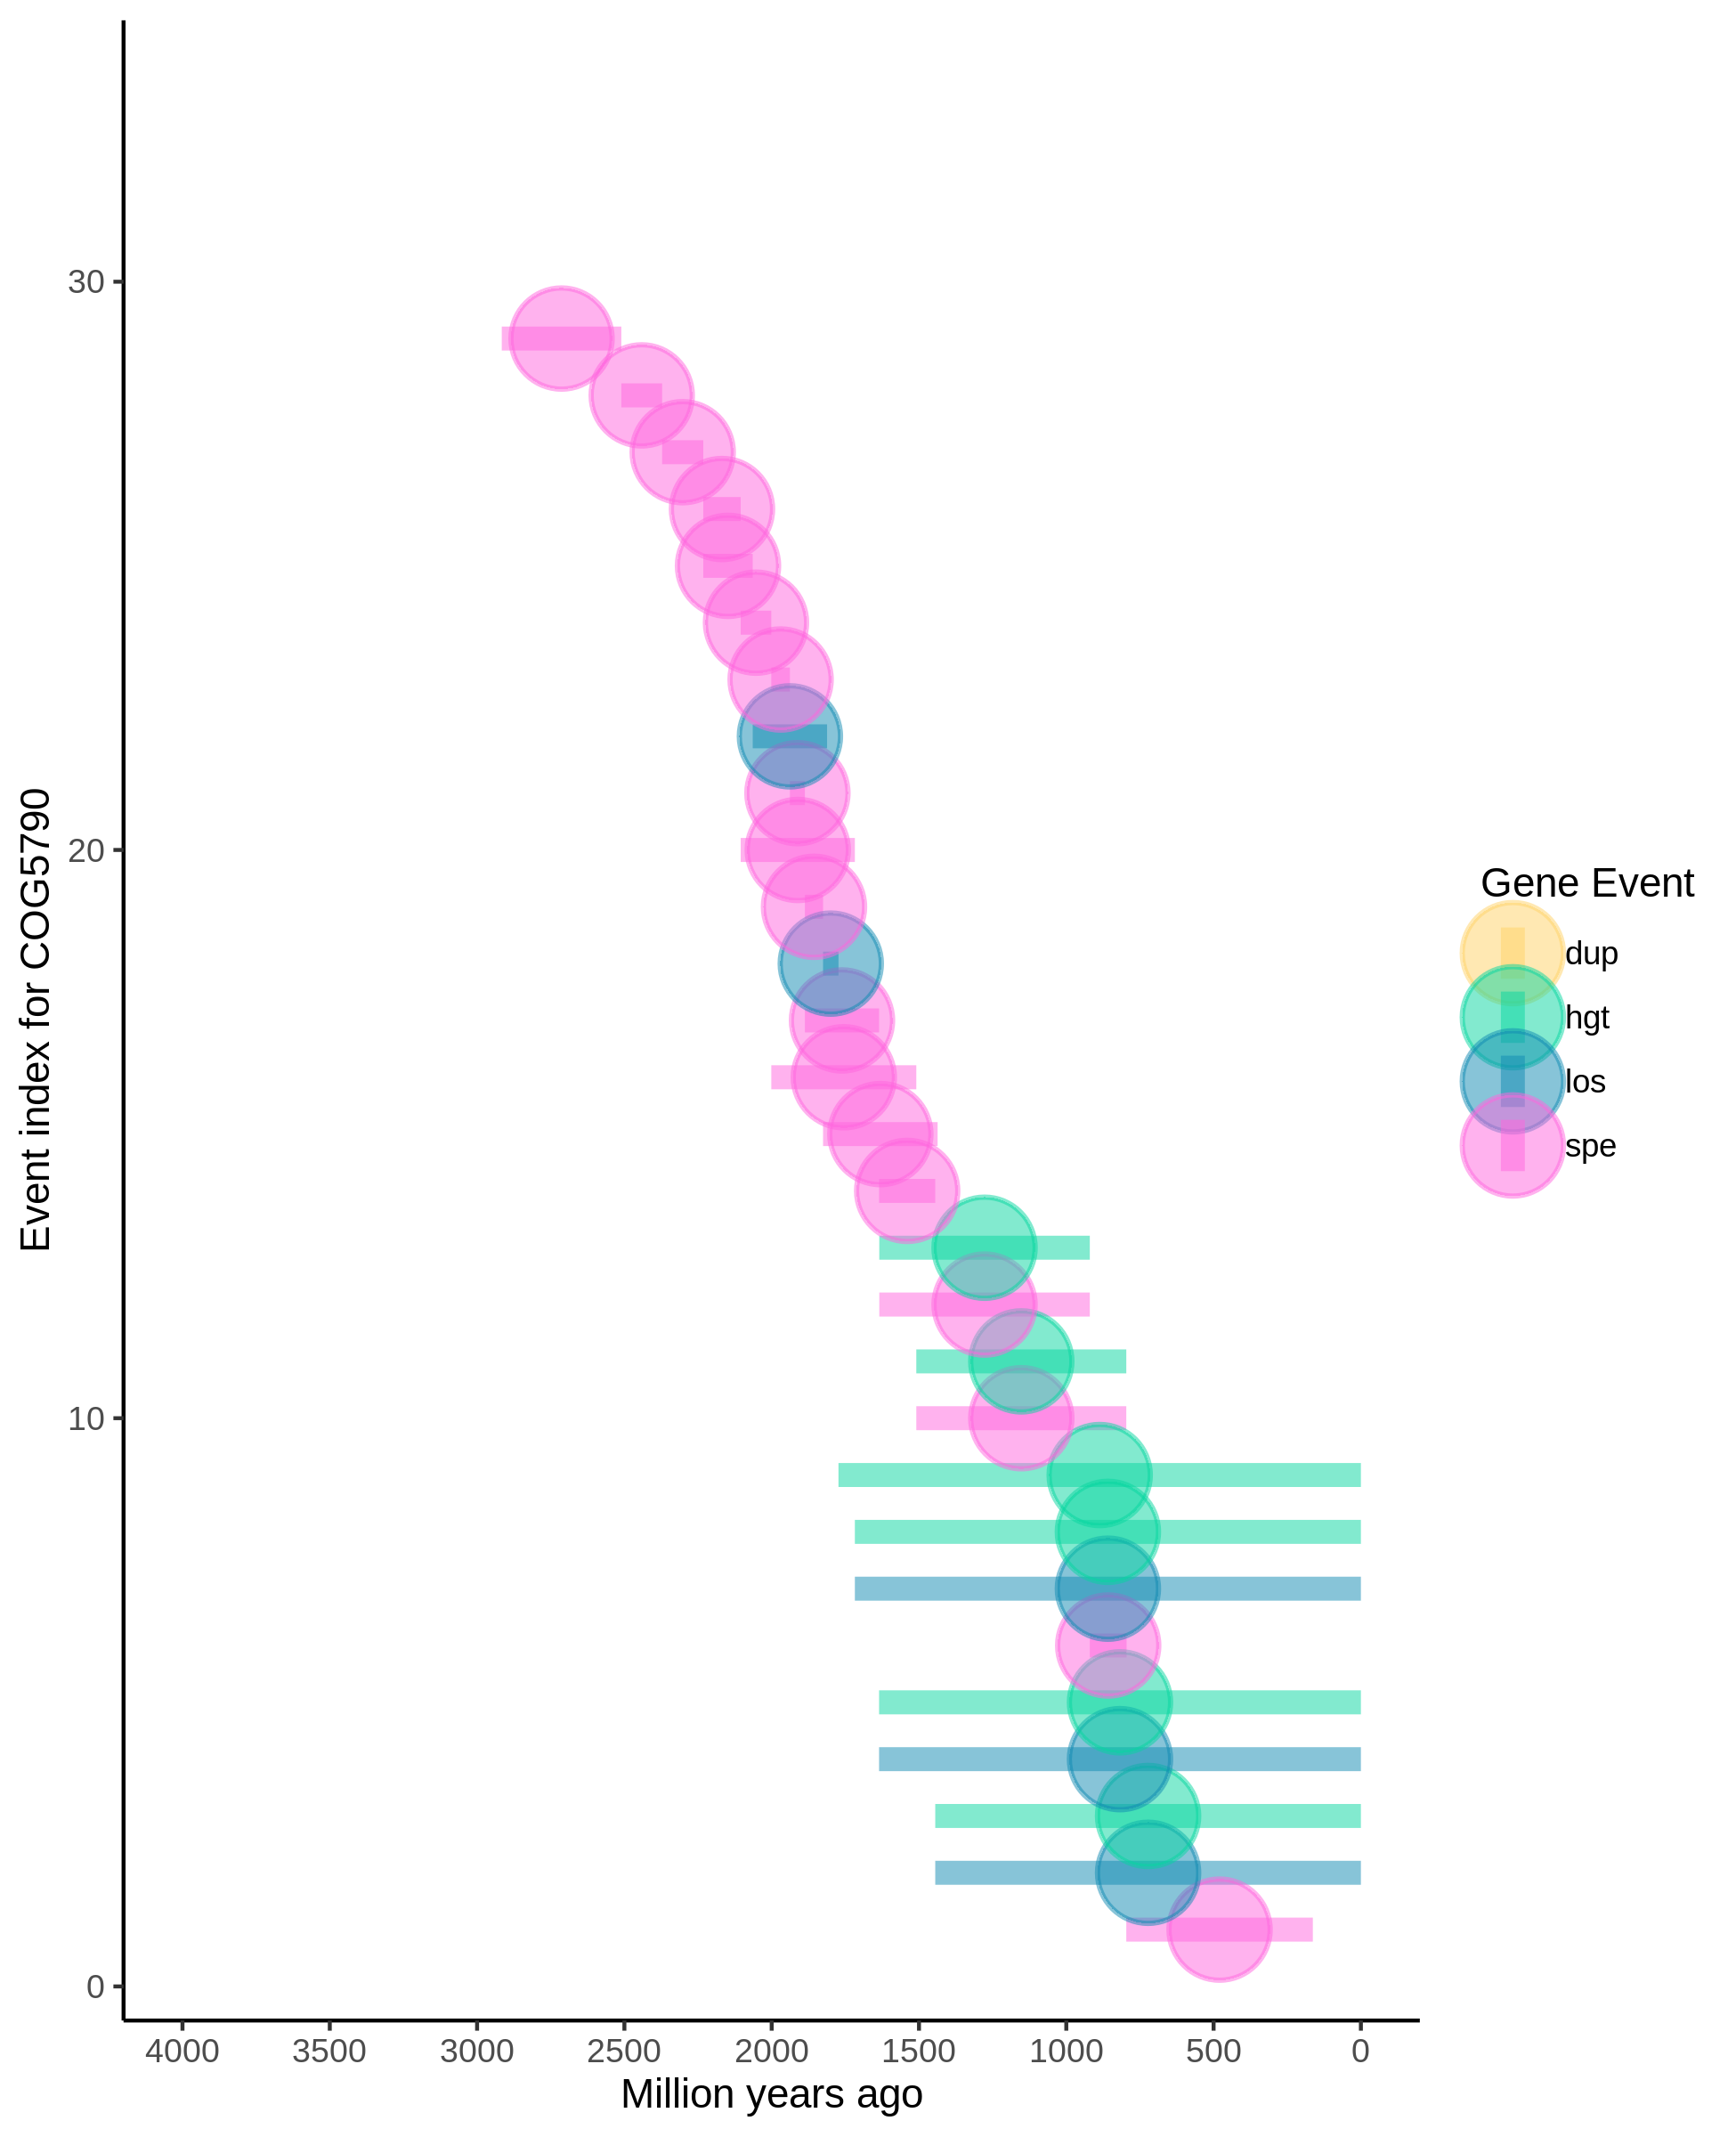 30
20
10
0
Event index for COG5790
4000 3500 3000 2500 2000 1500 1000 500 0
Million years ago
Gene Event
dup
hgt
los
spe